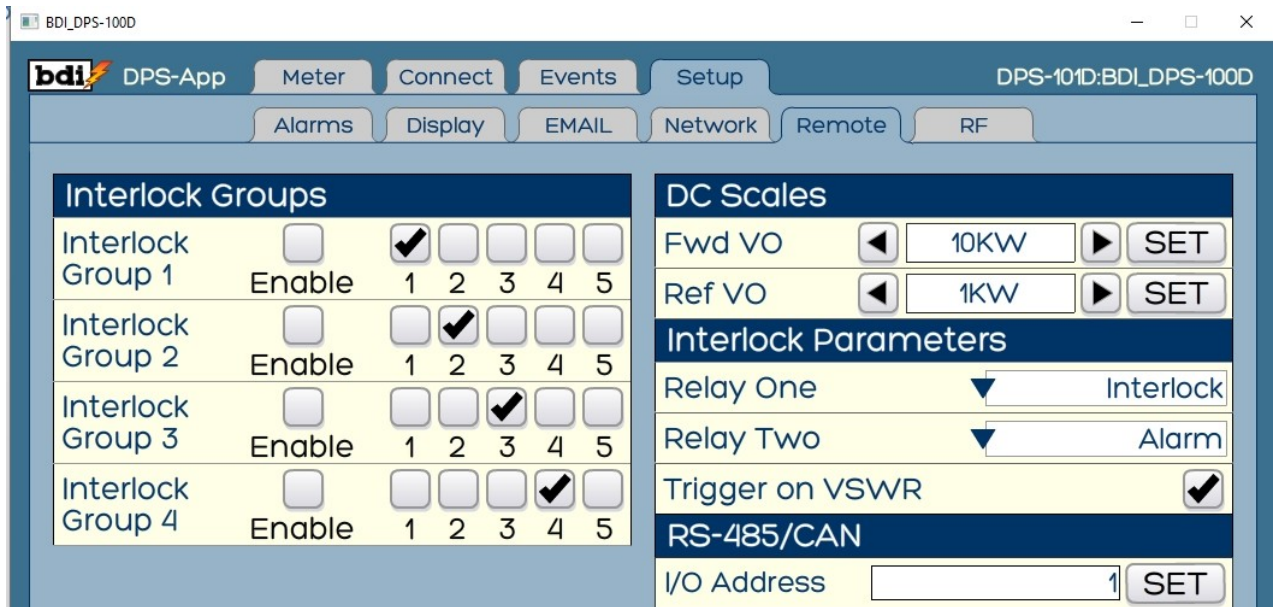 BDI_DPS-100D
bdi DPS-App Meter Connect Events Setup DPS-101D:BDI_DPS-100D
Alarms Display EMAIL Network Remote RF
Interlock Groups
Interlock
Group 1
Enable 1 2 3 4 5
Interlock
Group 2
Enable 1 2 3 4 5
Interlock
Group 3
Enable 1 2 3 4 5
Interlock
Group 4
Enable 1 2 3 4 5
DC Scales
Fwd VO 10KW SET
Ref VO 1KW SET
Interlock Parameters
Relay One Interlock
Relay Two Alarm
Trigger on VSWR
RS-485/CAN
I/O Address 1 SET